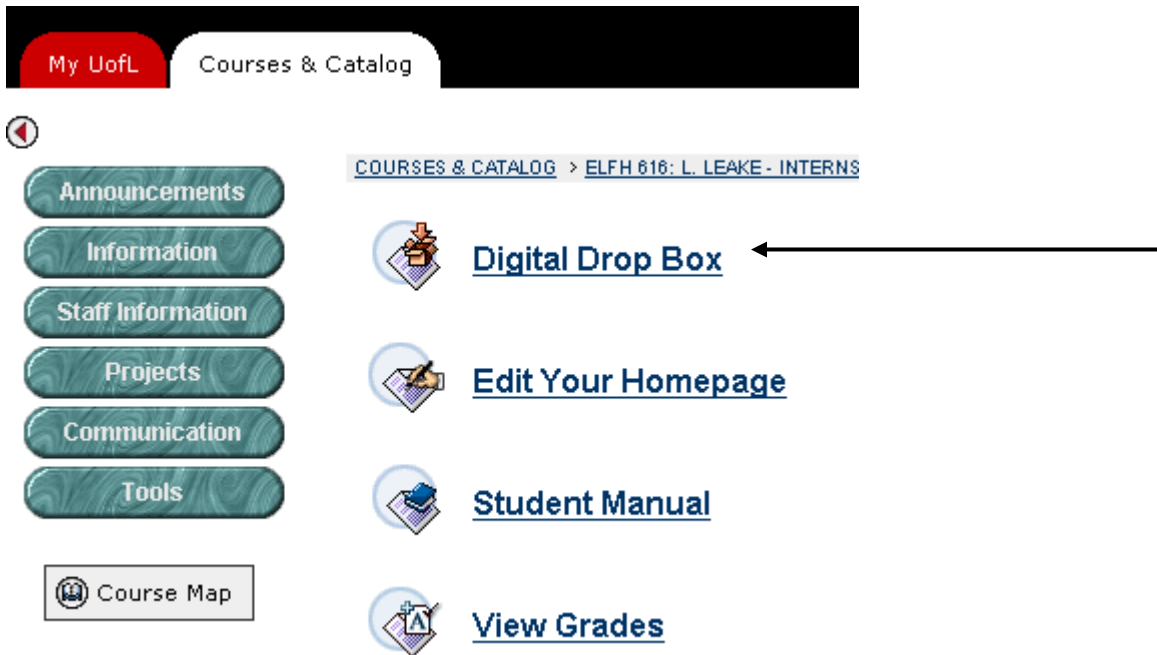 My UofL
Courses & Catalog
COURSES & CATALOG > ELFH 616: L. LEAKE - INTERNS
Announcements
Information
Staff Information
Projects
Communication
Tools
Course Map
Digital Drop Box
Edit Your Homepage
Student Manual
View Grades